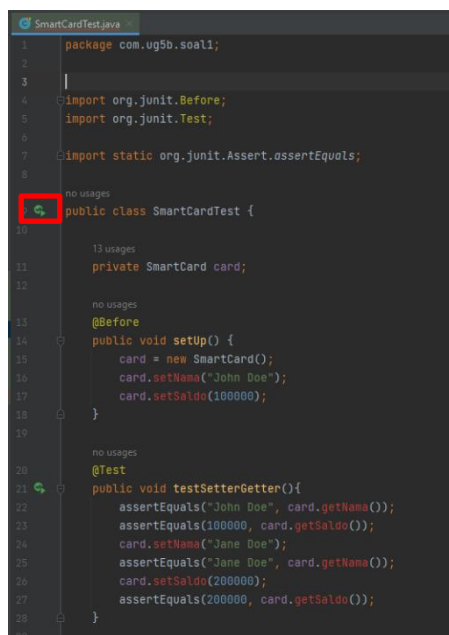 SmartCardTest.java
1 package com.ug5b.soal1;
2
3
4 import org.junit.Before;
5 import org.junit.Test;
6
7 import static org.junit.Assert.assertEquals;
8
no usages
9 public class SmartCardTest {
10
13 usages
11 private SmartCard card;
12
no usages
13 @Before
14 public void setUp() {
15 card = new SmartCard();
16 card.setNama("John Doe");
17 card.setSaldo(100000);
18 }
19
no usages
20 @Test
21 public void testSetterGetter(){
22 assertEquals("John Doe", card.getNama());
23 assertEquals(100000, card.getSaldo());
24 card.setNama("Jane Doe");
25 assertEquals("Jane Doe", card.getNama());
26 card.setSaldo(200000);
27 assertEquals(200000, card.getSaldo());
28 }